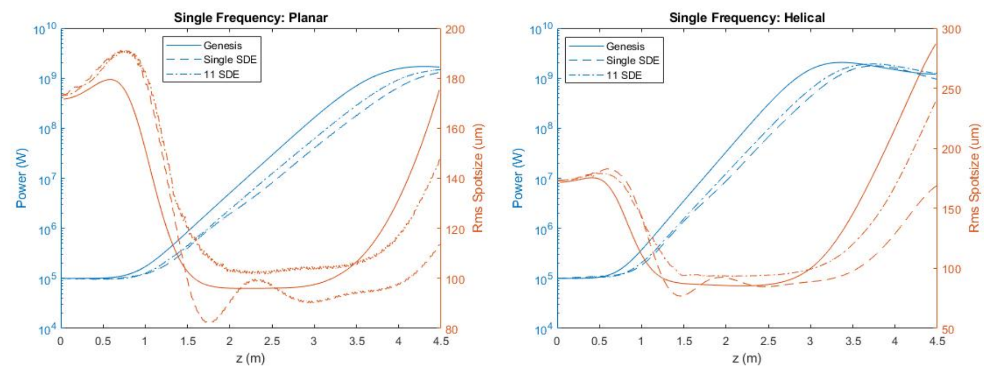 Single Frequency: Planar
10^10
10^9
10^8
10^7
10^6
10^5
10^4
Power (W)
Genesis
Single SDE
11 SDE
200
180
160
140
120
100
80
Rms Spotsize (um)
0 0.5 1 1.5 2 2.5 3 3.5 4 4.5
z (m)
Single Frequency: Helical
10^10
10^9
10^8
10^7
10^6
10^5
10^4
Power (W)
Genesis
Single SDE
11 SDE
300
250
200
150
100
50
Rms Spotsize (um)
0 0.5 1 1.5 2 2.5 3 3.5 4 4.5
z (m)